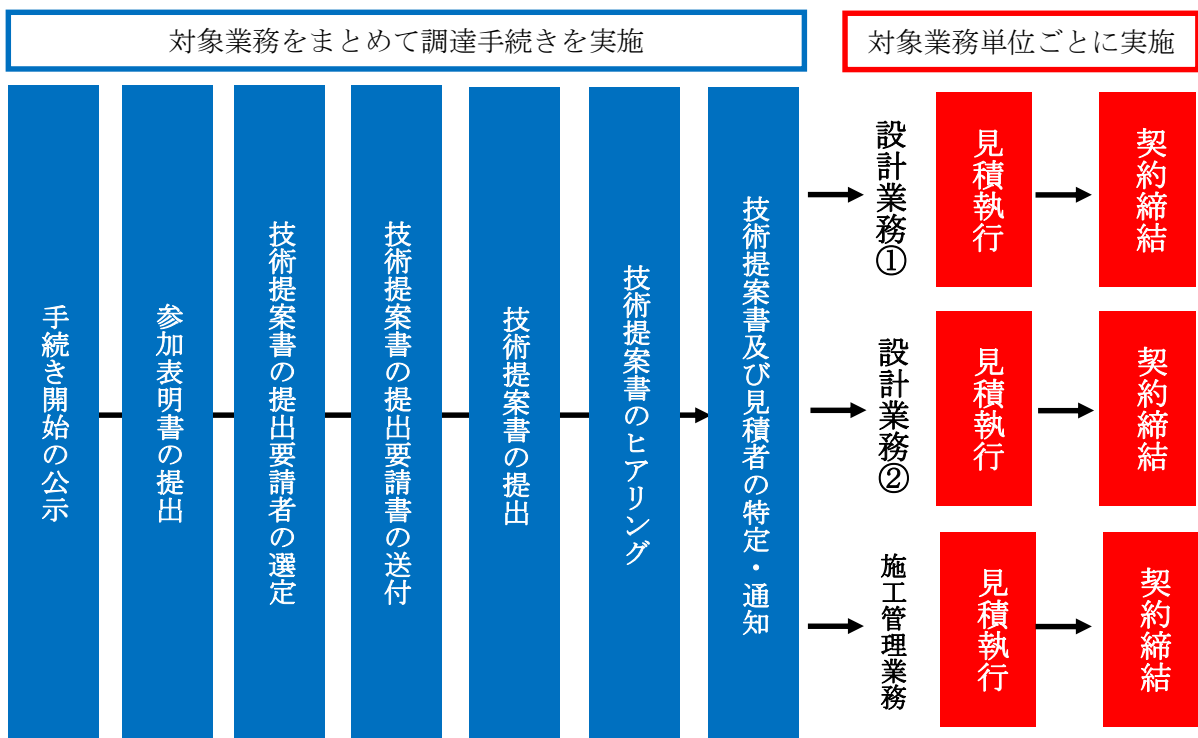 対象業務をまとめて調達手続きを実施
対象業務単位ごとに実施
手続き開始の公示
参加表明書の提出
技術提案書の提出要請者の選定
技術提案書の提出要請書の送付
技術提案書の提出
技術提案書のヒアリング
技術提案書及び見積者の特定・通知
設計業務①
見積執行
契約締結
設計業務②
見積執行
契約締結
施工管理業務
見積執行
契約締結